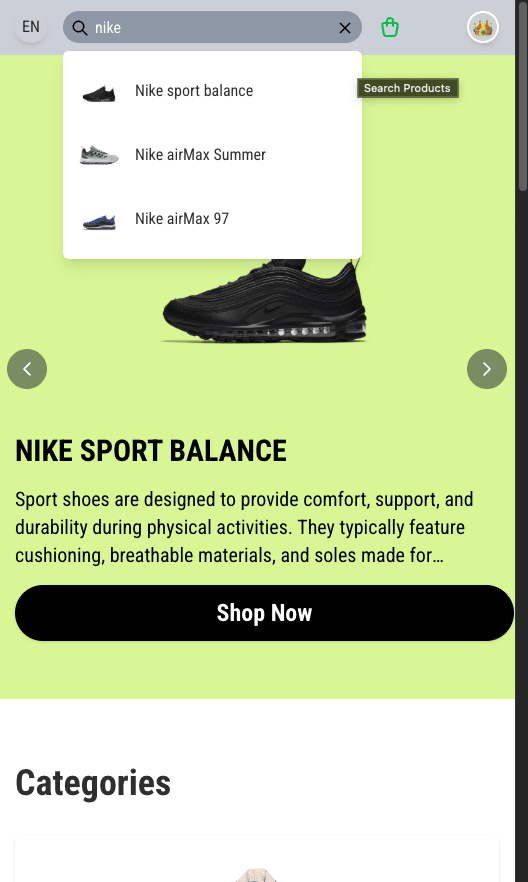 EN
nike
Nike sport balance
Search Products
Nike airMax Summer
Nike airMax 97
NIKE SPORT BALANCE
Sport shoes are designed to provide comfort, support, and
durability during physical activities. They typically feature
cushioning, breathable materials, and soles made for…
Shop Now
Categories